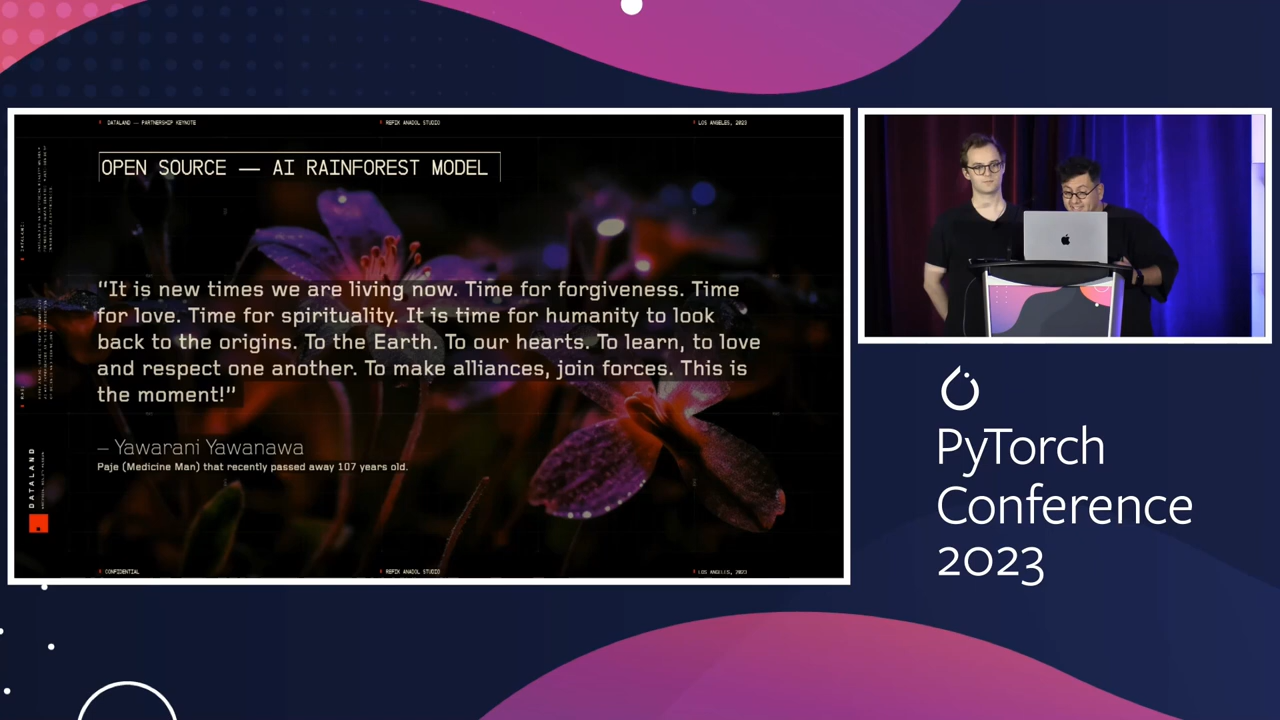 DATALAND — PARTNERSHIP KEYNOTE
REFIK ANADOL STUDIO
LOS ANGELES, 2023
OPEN SOURCE — AI RAINFOREST MODEL
“It is new times we are living now. Time for forgiveness. Time
for love. Time for spirituality. It is time for humanity to look
back to the origins. To the Earth. To our hearts. To learn, to love
and respect one another. To make alliances, join forces. This is
the moment!”
— Yawarani Yawanawa
Paje (Medicine Man) that recently passed away 107 years old.
DATALAND
CONFIDENTIAL
REFIK ANADOL STUDIO
LOS ANGELES, 2023
PyTorch
Conference
2023